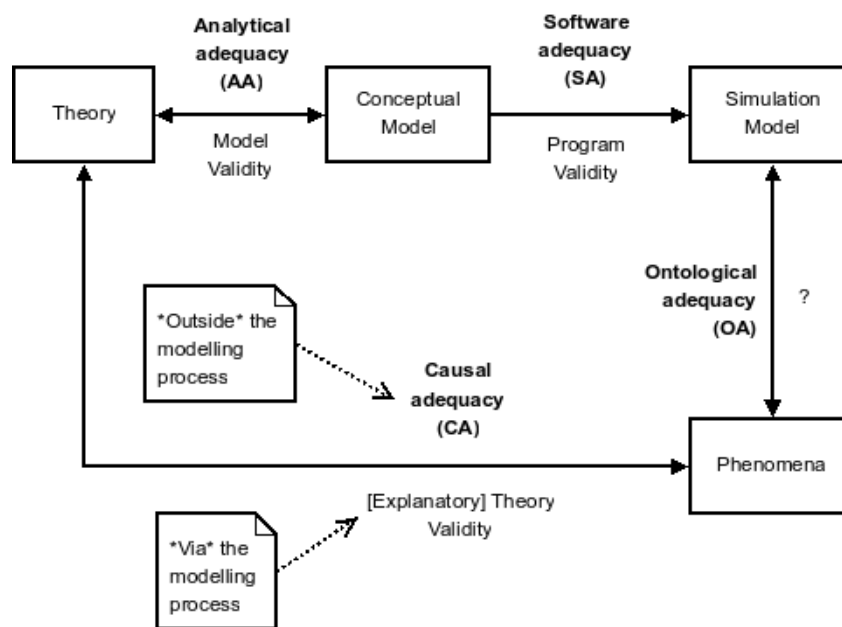 Analytical
adequacy
(AA)
Software
adequacy
(SA)
Theory
Conceptual
Model
Simulation
Model
Model
Validity
Program
Validity
Ontological
adequacy
(OA)
?
*Outside* the
modelling
process
Causal
adequacy
(CA)
Phenomena
[Explanatory] Theory
Validity
*Via* the
modelling
process